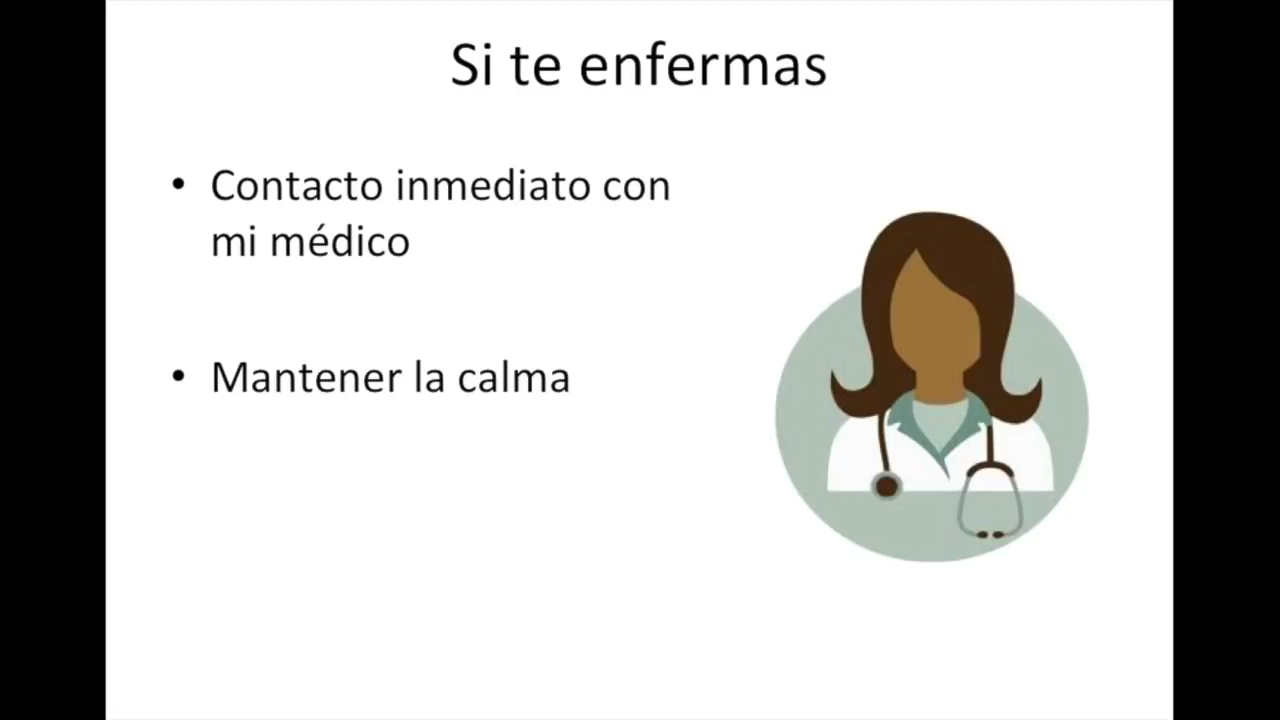 Si te enfermas
• Contacto inmediato con
mi médico
• Mantener la calma